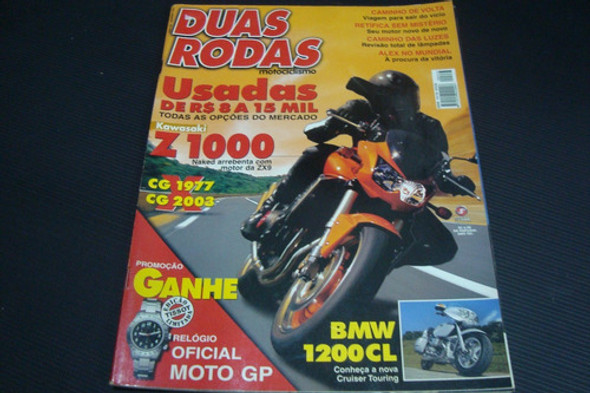 DUAS
RODAS
motociclismo
CAMINHO DE VOLTA
Viagem para sair do vício
RETÍFICA SEM MISTÉRIO
Seu motor novo de novo
CAMINHO DAS LUZES
Revisão total de lâmpadas
ALEX NO MUNDIAL
À procura da vitória
Usadas
DE R$ 8 A 15 MIL
TODAS AS OPÇÕES DO MERCADO
Kawasaki
Z 1000
Naked arrebenta com
motor da ZX9
CG 1977
X
CG 2003
PROMOÇÃO
GANHE
EDIÇÃO
TISSOT
LIMITADA
RELÓGIO
OFICIAL
MOTO GP
BMW
1200CL
Conheça a nova
Cruiser Touring